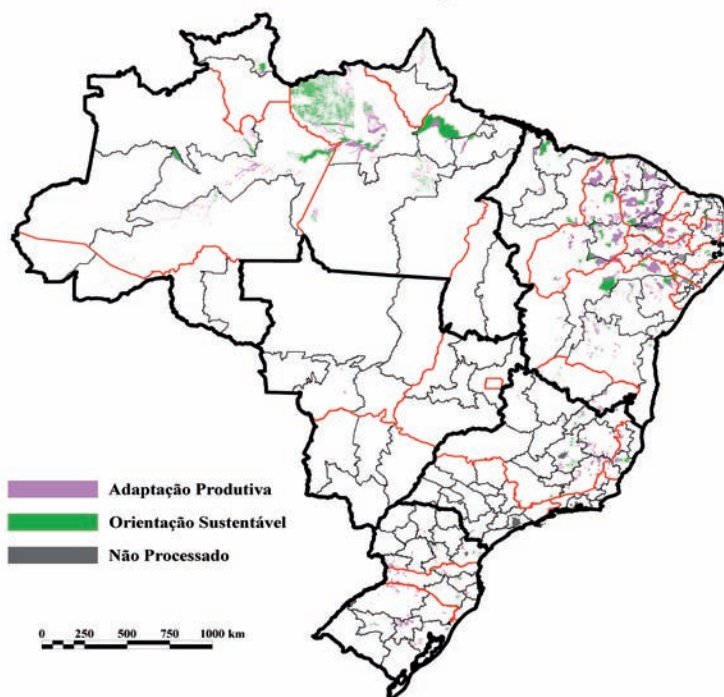 Adaptação Produtiva
Orientação Sustentável
Não Processado
0 250 500 750 1000 km